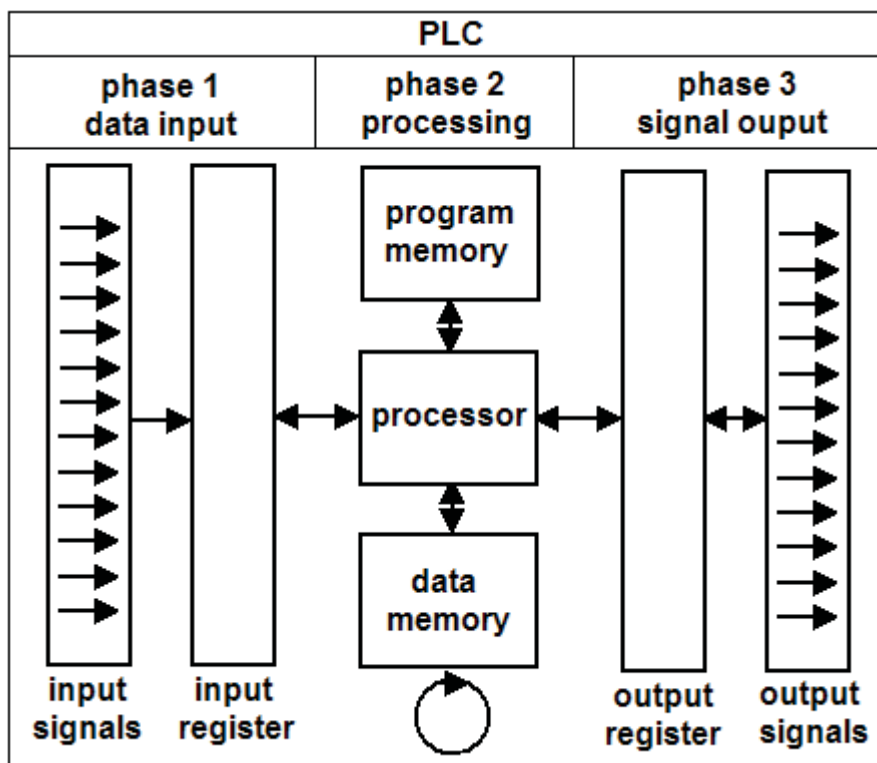 PLC
phase 1
data input
phase 2
processing
phase 3
signal ouput
program
memory
processor
data
memory
input
signals
input
register
output
register
output
signals